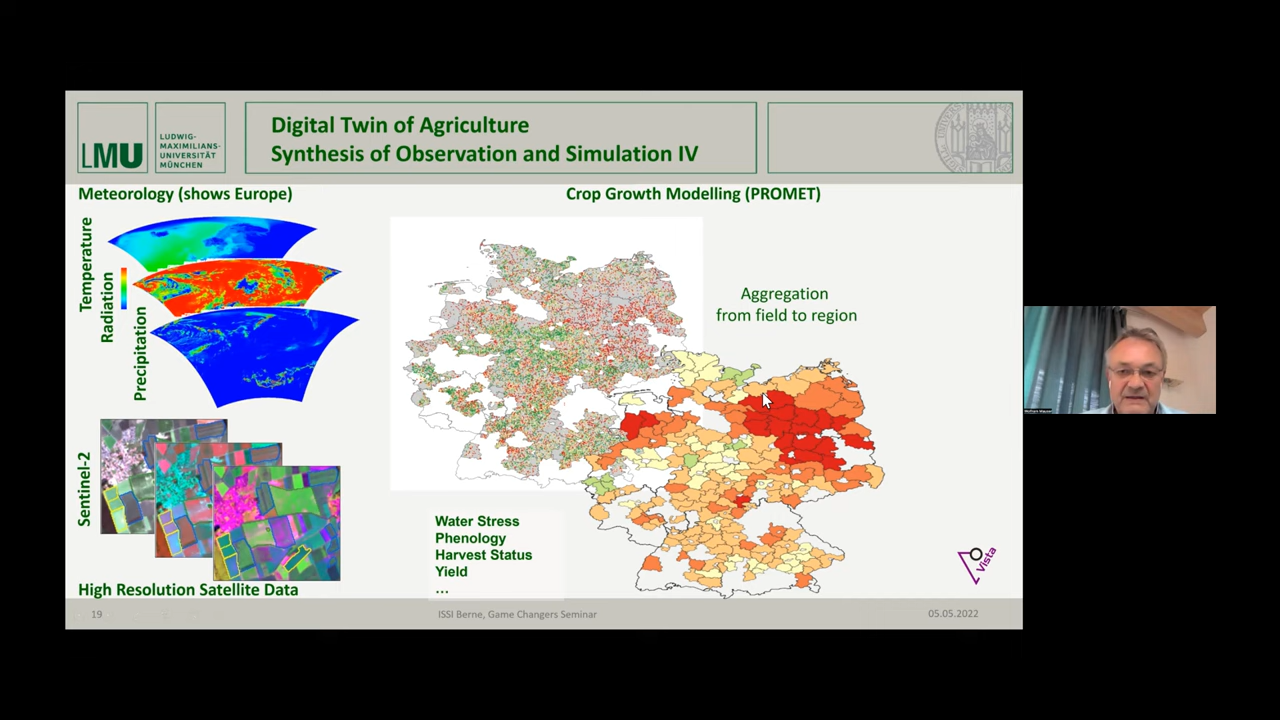 LMU
LUDWIG-
MAXIMILIANS-
UNIVERSITÄT
MÜNCHEN
Digital Twin of Agriculture
Synthesis of Observation and Simulation IV
Meteorology (shows Europe)
Crop Growth Modelling (PROMET)
Temperature
Radiation
Precipitation
Aggregation
from field to region
Sentinel-2
Water Stress
Phenology
Harvest Status
Yield
...
Vista
High Resolution Satellite Data
19
ISSI Berne, Game Changers Seminar
05.05.2022